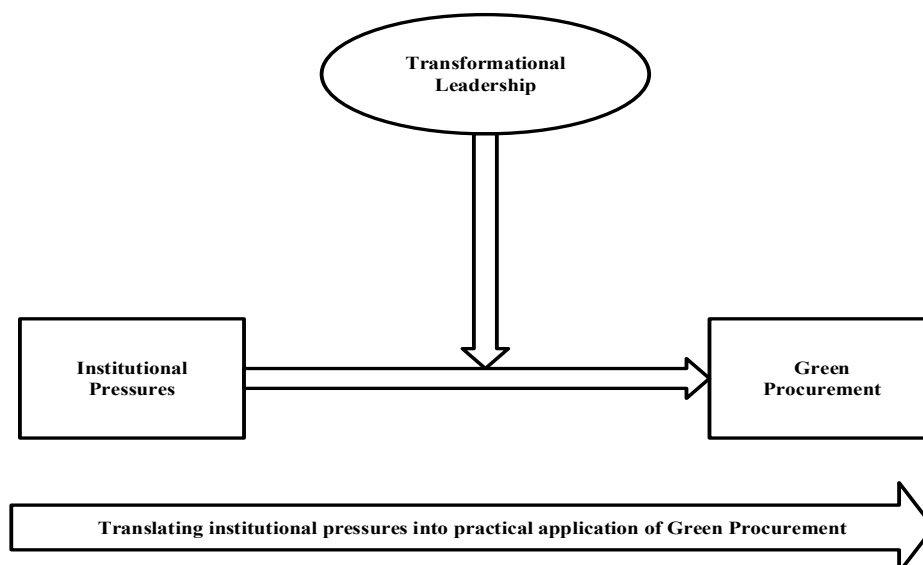 Transformational
Leadership
Institutional
Pressures
Green
Procurement
Translating institutional pressures into practical application of Green Procurement